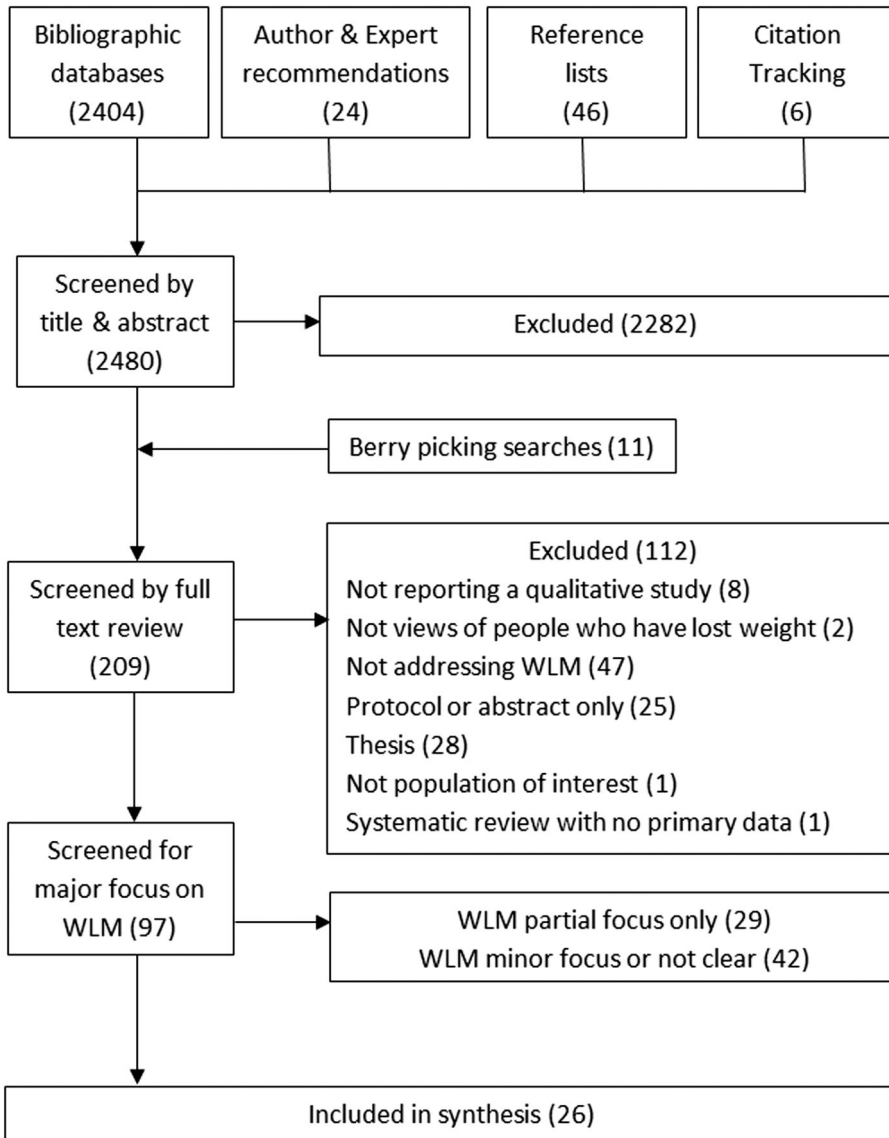 Bibliographic
databases
(2404)
Author & Expert
recommendations
(24)
Reference
lists
(46)
Citation
Tracking
(6)
Screened by
title & abstract
(2480)
Excluded (2282)
Berry picking searches (11)
Screened by full
text review
(209)
Excluded (112)
Not reporting a qualitative study (8)
Not views of people who have lost weight (2)
Not addressing WLM (47)
Protocol or abstract only (25)
Thesis (28)
Not population of interest (1)
Systematic review with no primary data (1)
Screened for
major focus on
WLM (97)
WLM partial focus only (29)
WLM minor focus or not clear (42)
Included in synthesis (26)